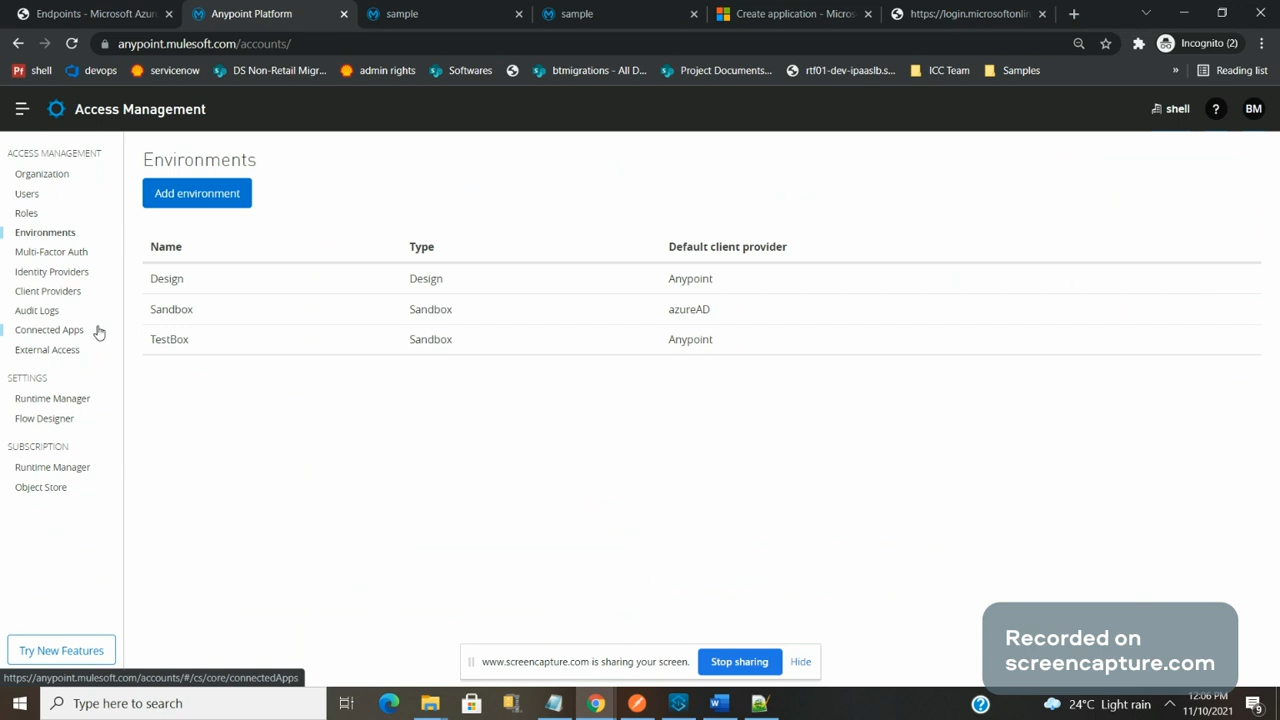 Endpoints - Microsoft Azur
Anypoint Platform
sample
sample
Create application - Micros
https://login.microsoftonlin
anypoint.mulesoft.com/accounts/
Incognito (2)
Pf shell
devops
servicenow
DS Non-Retail Migr...
admin rights
Softwares
btmigrations - All D...
Project Documents...
rtf01-dev-ipaaslb.s...
ICC Team
Samples
»
Reading list
Access Management
shell
?
BM
ACCESS MANAGEMENT
Organization
Users
Roles
Environments
Multi-Factor Auth
Identity Providers
Client Providers
Audit Logs
Connected Apps
External Access
SETTINGS
Runtime Manager
Flow Designer
SUBSCRIPTION
Runtime Manager
Object Store
Try New Features
Environments
Add environment
Name Type Default client provider
Design Design Anypoint
Sandbox Sandbox azureAD
TestBox Sandbox Anypoint
www.screencapture.com is sharing your screen. Stop sharing Hide
Recorded on
screencapture.com
https://anypoint.mulesoft.com/accounts/#/cs/core/connectedApps
Type here to search
24°C Light rain
12:06 PM
11/10/2021
9